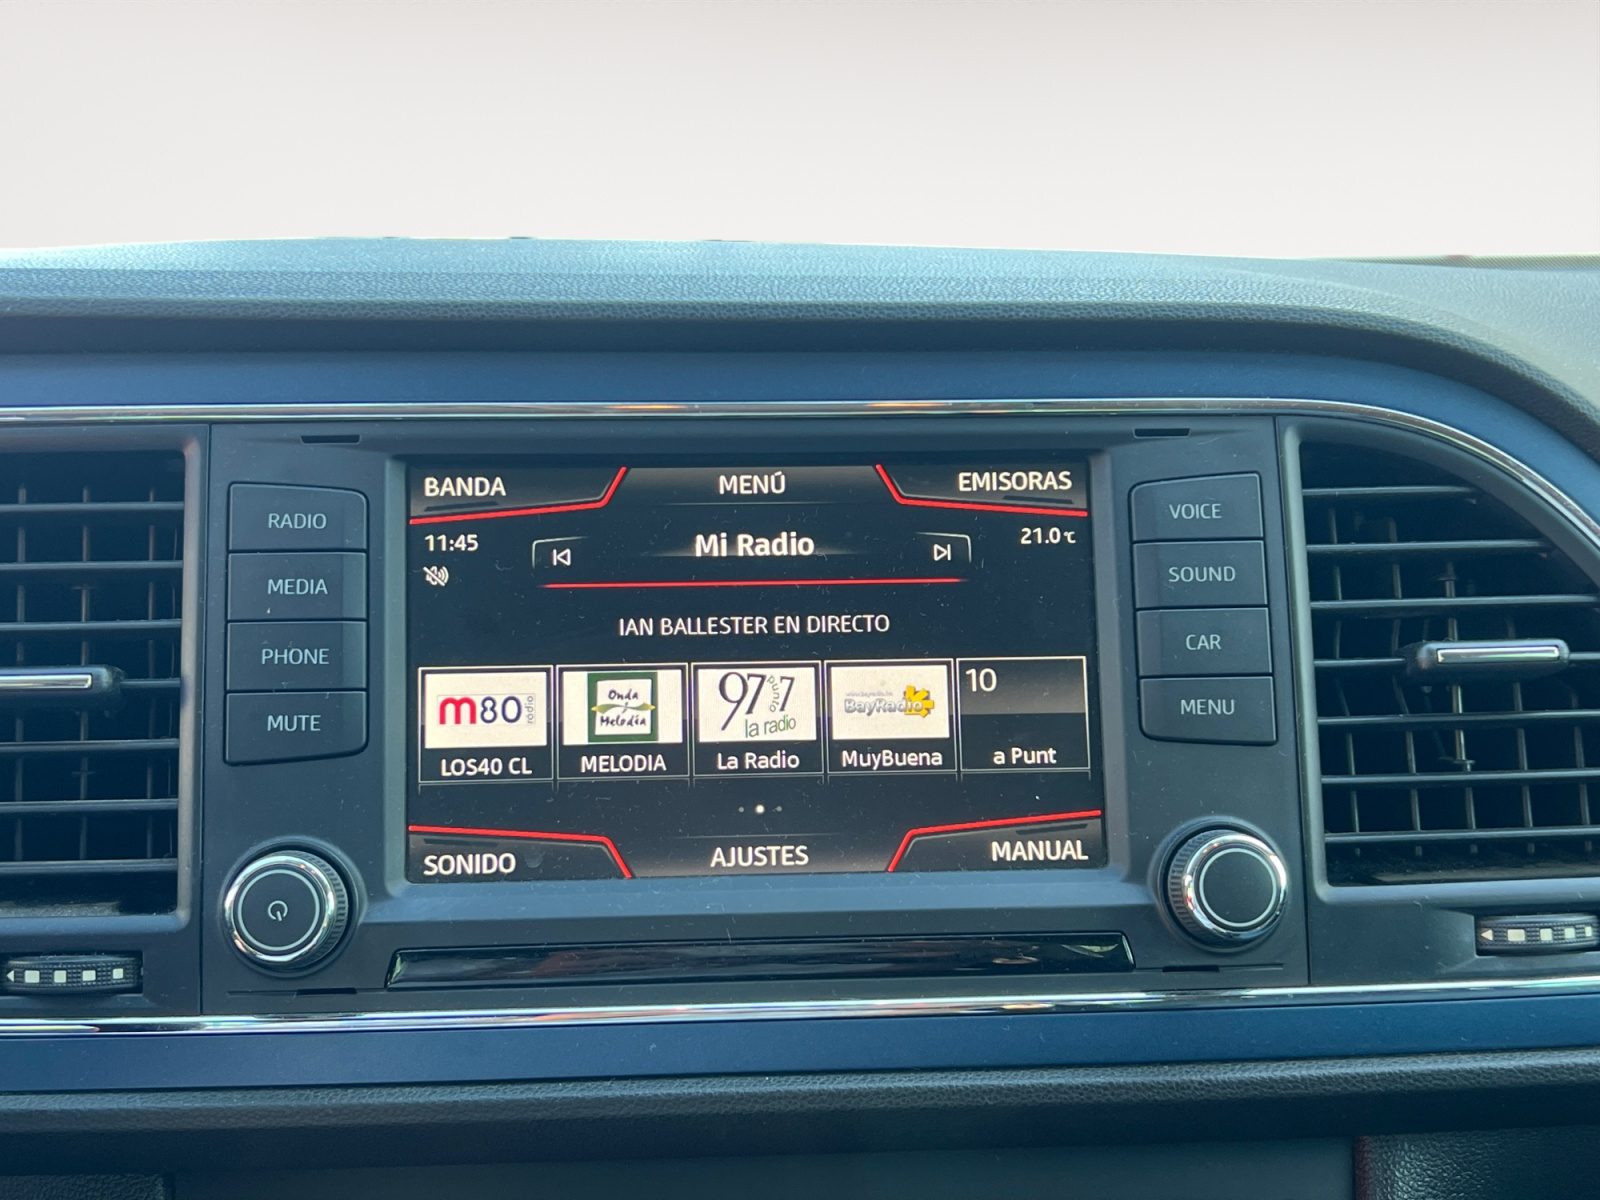 BANDA
MENÚ
EMISORAS
RADIO
VOICE
11:45
Mi Radio
21.0°C
MEDIA
SOUND
IAN BALLESTER EN DIRECTO
PHONE
CAR
MUTE
MENU
m80 radio
Onda
Melodía
97.7
la radio
BayRadio
10
LOS40 CL
MELODIA
La Radio
MuyBuena
a Punt
SONIDO
AJUSTES
MANUAL